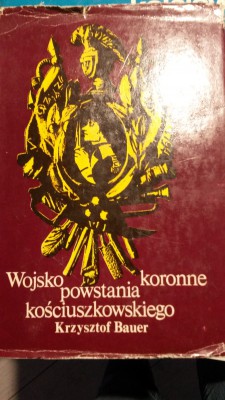 Wojsko koronne
powstania
kościuszkowskiego
Krzysztof Bauer